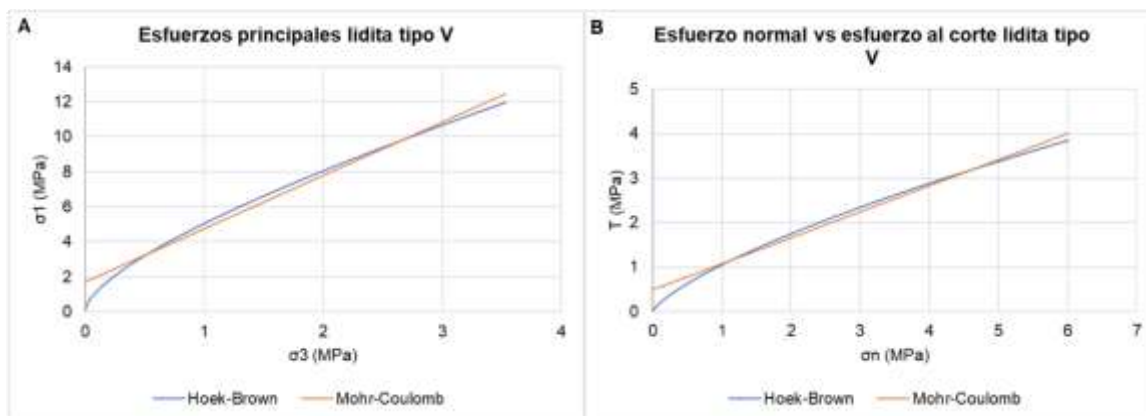 A
Esfuerzos principales lidita tipo V
14
12
10
8
6
4
2
0
σ1 (MPa)
0 1 2 3 4
σ3 (MPa)
Hoek-Brown Mohr-Coulomb
B
Esfuerzo normal vs esfuerzo al corte lidita tipo
V
5
4
3
2
1
0
T (MPa)
0 1 2 3 4 5 6 7
σn (MPa)
Hoek-Brown Mohr-Coulomb